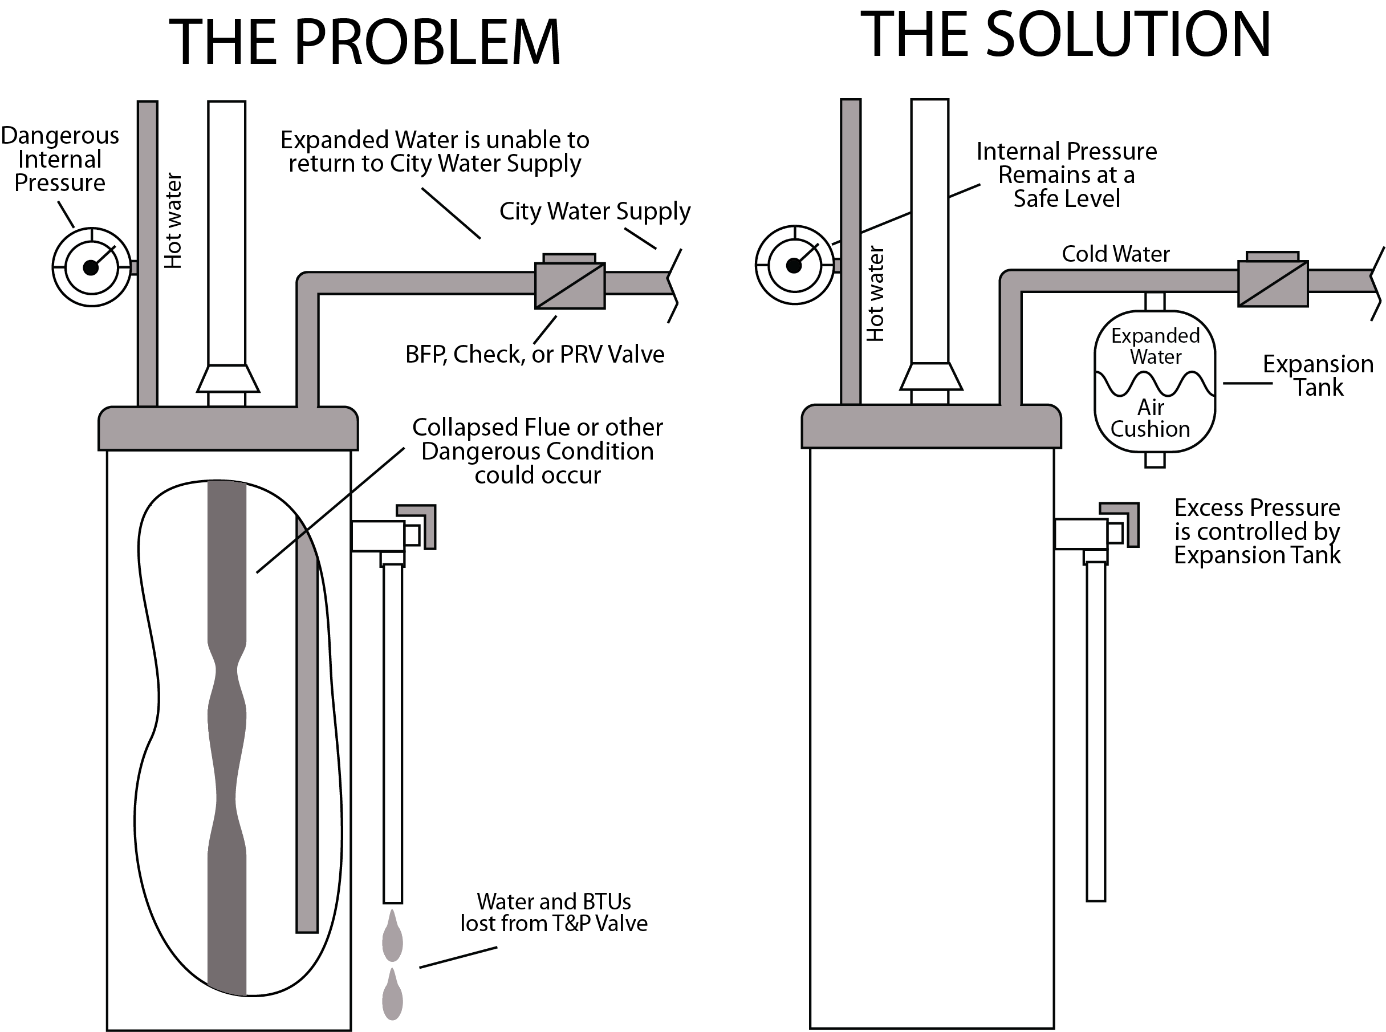 THE PROBLEM
Dangerous
Internal
Pressure
Hot water
Expanded Water is unable to
return to City Water Supply
City Water Supply
BFP, Check, or PRV Valve
Collapsed Flue or other
Dangerous Condition
could occur
Water and BTUs
lost from T&P Valve
THE SOLUTION
Internal Pressure
Remains at a
Safe Level
Hot water
Cold Water
Expanded
Water
Air
Cushion
Expansion
Tank
Excess Pressure
is controlled by
Expansion Tank